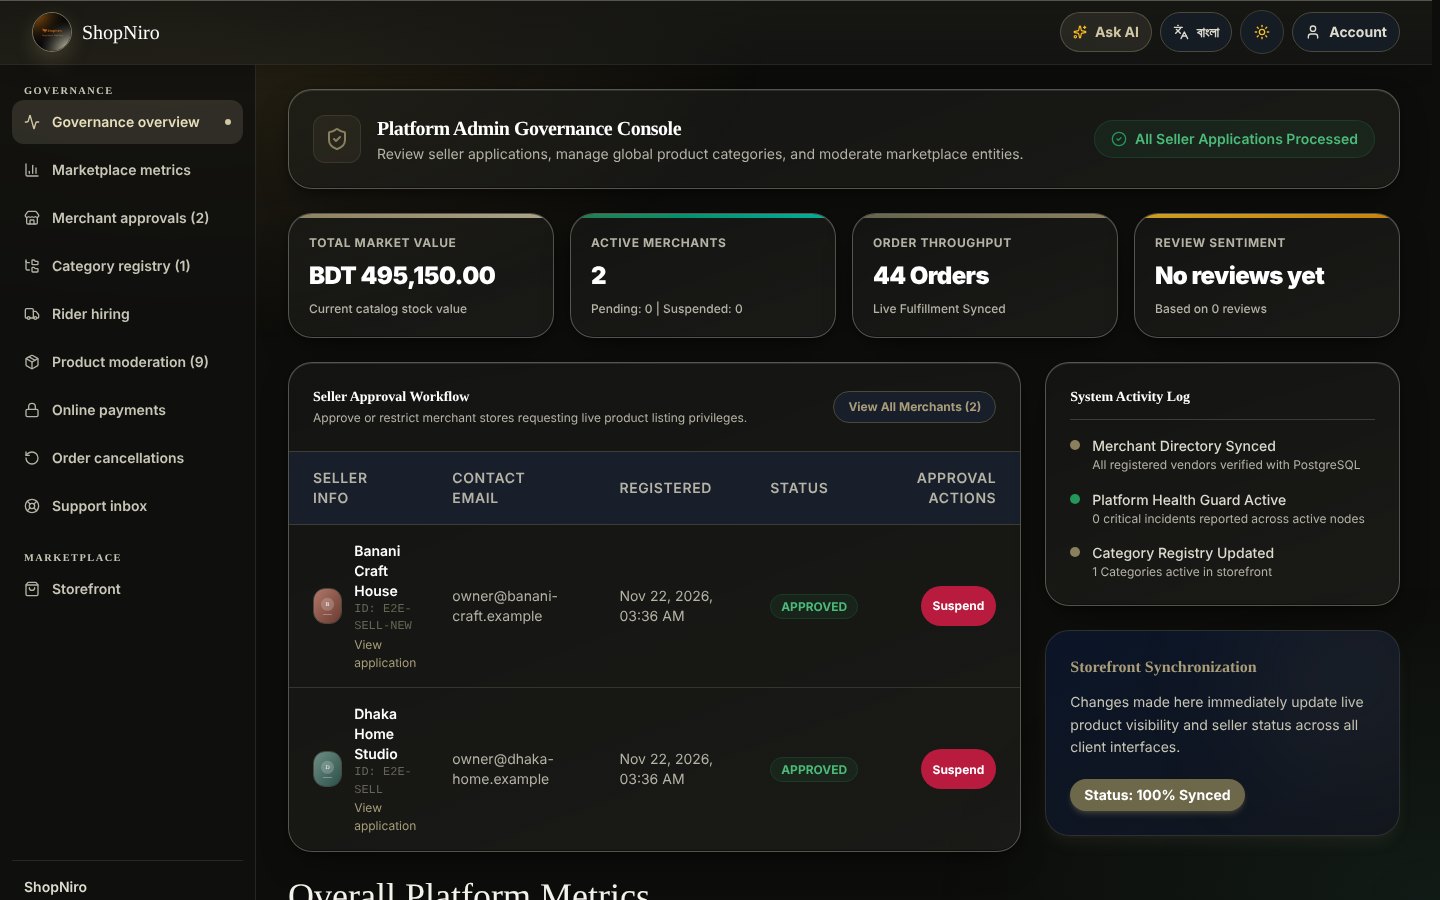 ShopNiro
Ask AI
বাংলা
Account
GOVERNANCE
Governance overview
Marketplace metrics
Merchant approvals (2)
Category registry (1)
Rider hiring
Product moderation (9)
Online payments
Order cancellations
Support inbox
MARKETPLACE
Storefront
ShopNiro
Platform Admin Governance Console
Review seller applications, manage global product categories, and moderate marketplace entities.
All Seller Applications Processed
TOTAL MARKET VALUE
BDT 495,150.00
Current catalog stock value
ACTIVE MERCHANTS
2
Pending: 0 | Suspended: 0
ORDER THROUGHPUT
44 Orders
Live Fulfillment Synced
REVIEW SENTIMENT
No reviews yet
Based on 0 reviews
Seller Approval Workflow
Approve or restrict merchant stores requesting live product listing privileges.
View All Merchants (2)
SELLER
INFO
CONTACT
EMAIL
REGISTERED
STATUS
APPROVAL
ACTIONS
Banani
Craft
House
ID: E2E-
SELL-NEW
View
application
owner@banani-
craft.example
Nov 22, 2026,
03:36 AM
APPROVED
Suspend
Dhaka
Home
Studio
ID: E2E-
SELL
View
application
owner@dhaka-
home.example
Nov 22, 2026,
03:36 AM
APPROVED
Suspend
System Activity Log
Merchant Directory Synced
All registered vendors verified with PostgreSQL
Platform Health Guard Active
0 critical incidents reported across active nodes
Category Registry Updated
1 Categories active in storefront
Storefront Synchronization
Changes made here immediately update live
product visibility and seller status across all
client interfaces.
Status: 100% Synced
Overall Platform Metrics